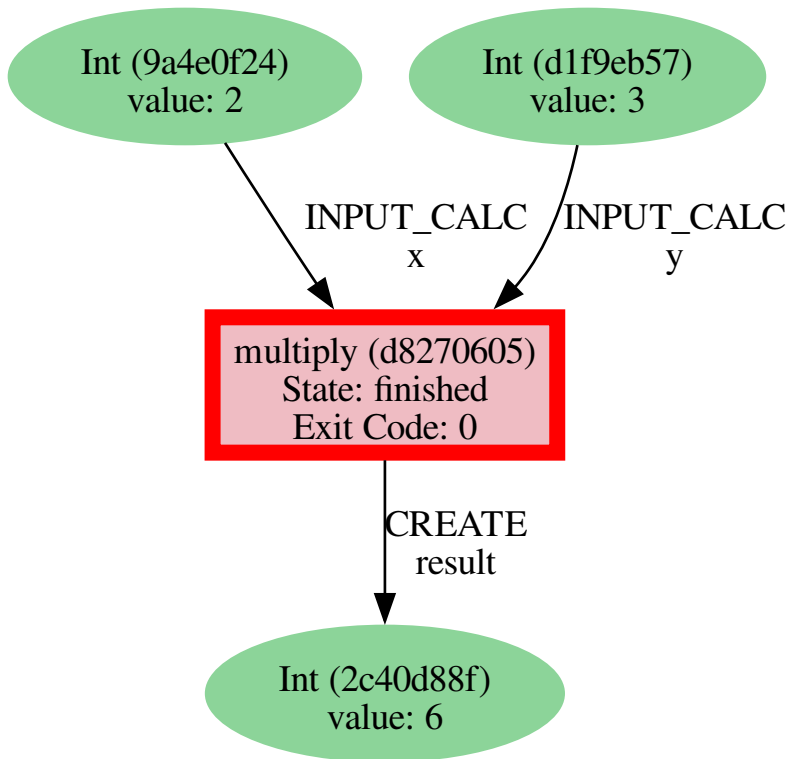 Int (9a4e0f24)
value: 2
Int (d1f9eb57)
value: 3
INPUT_CALC
x
INPUT_CALC
y
multiply (d8270605)
State: finished
Exit Code: 0
CREATE
result
Int (2c40d88f)
value: 6